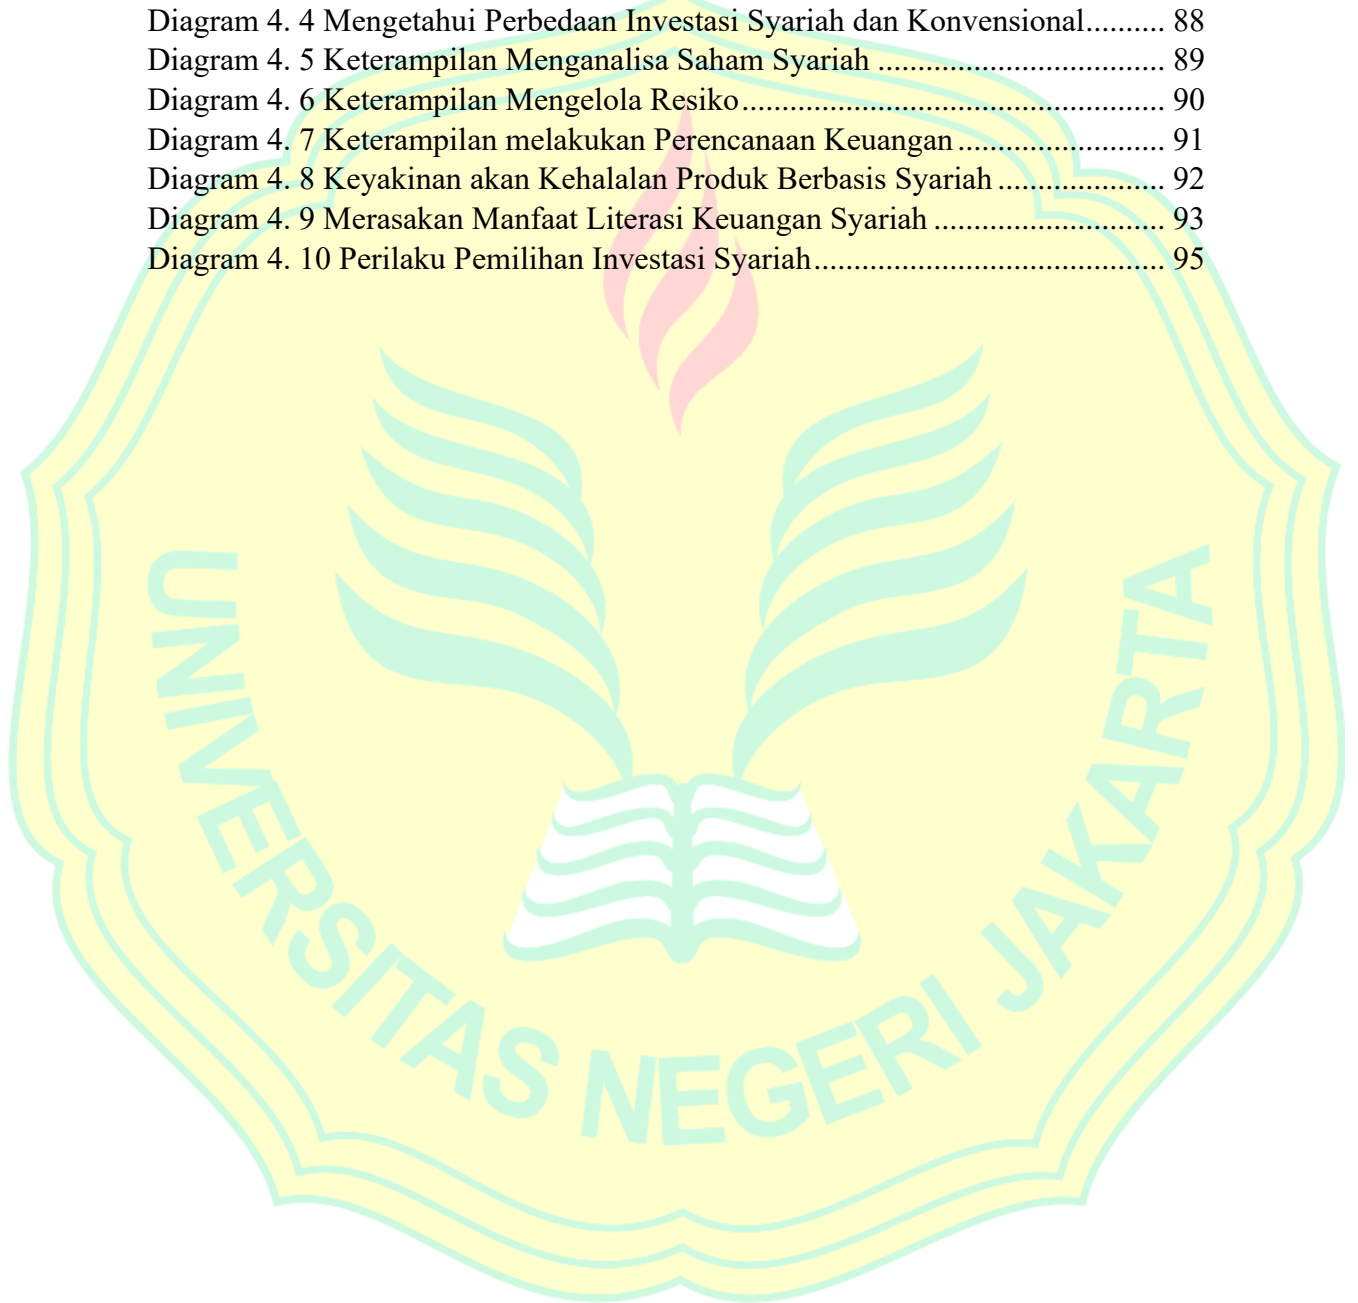 Diagram 4. 4 Mengetahui Perbedaan Investasi Syariah dan Konvensional.......... 88
Diagram 4. 5 Keterampilan Menganalisa Saham Syariah .................................... 89
Diagram 4. 6 Keterampilan Mengelola Resiko..................................................... 90
Diagram 4. 7 Keterampilan melakukan Perencanaan Keuangan.......................... 91
Diagram 4. 8 Keyakinan akan Kehalalan Produk Berbasis Syariah..................... 92
Diagram 4. 9 Merasakan Manfaat Literasi Keuangan Syariah............................. 93
Diagram 4. 10 Perilaku Pemilihan Investasi Syariah............................................ 95
UNIVERSITAS NEGERI JAKARTA